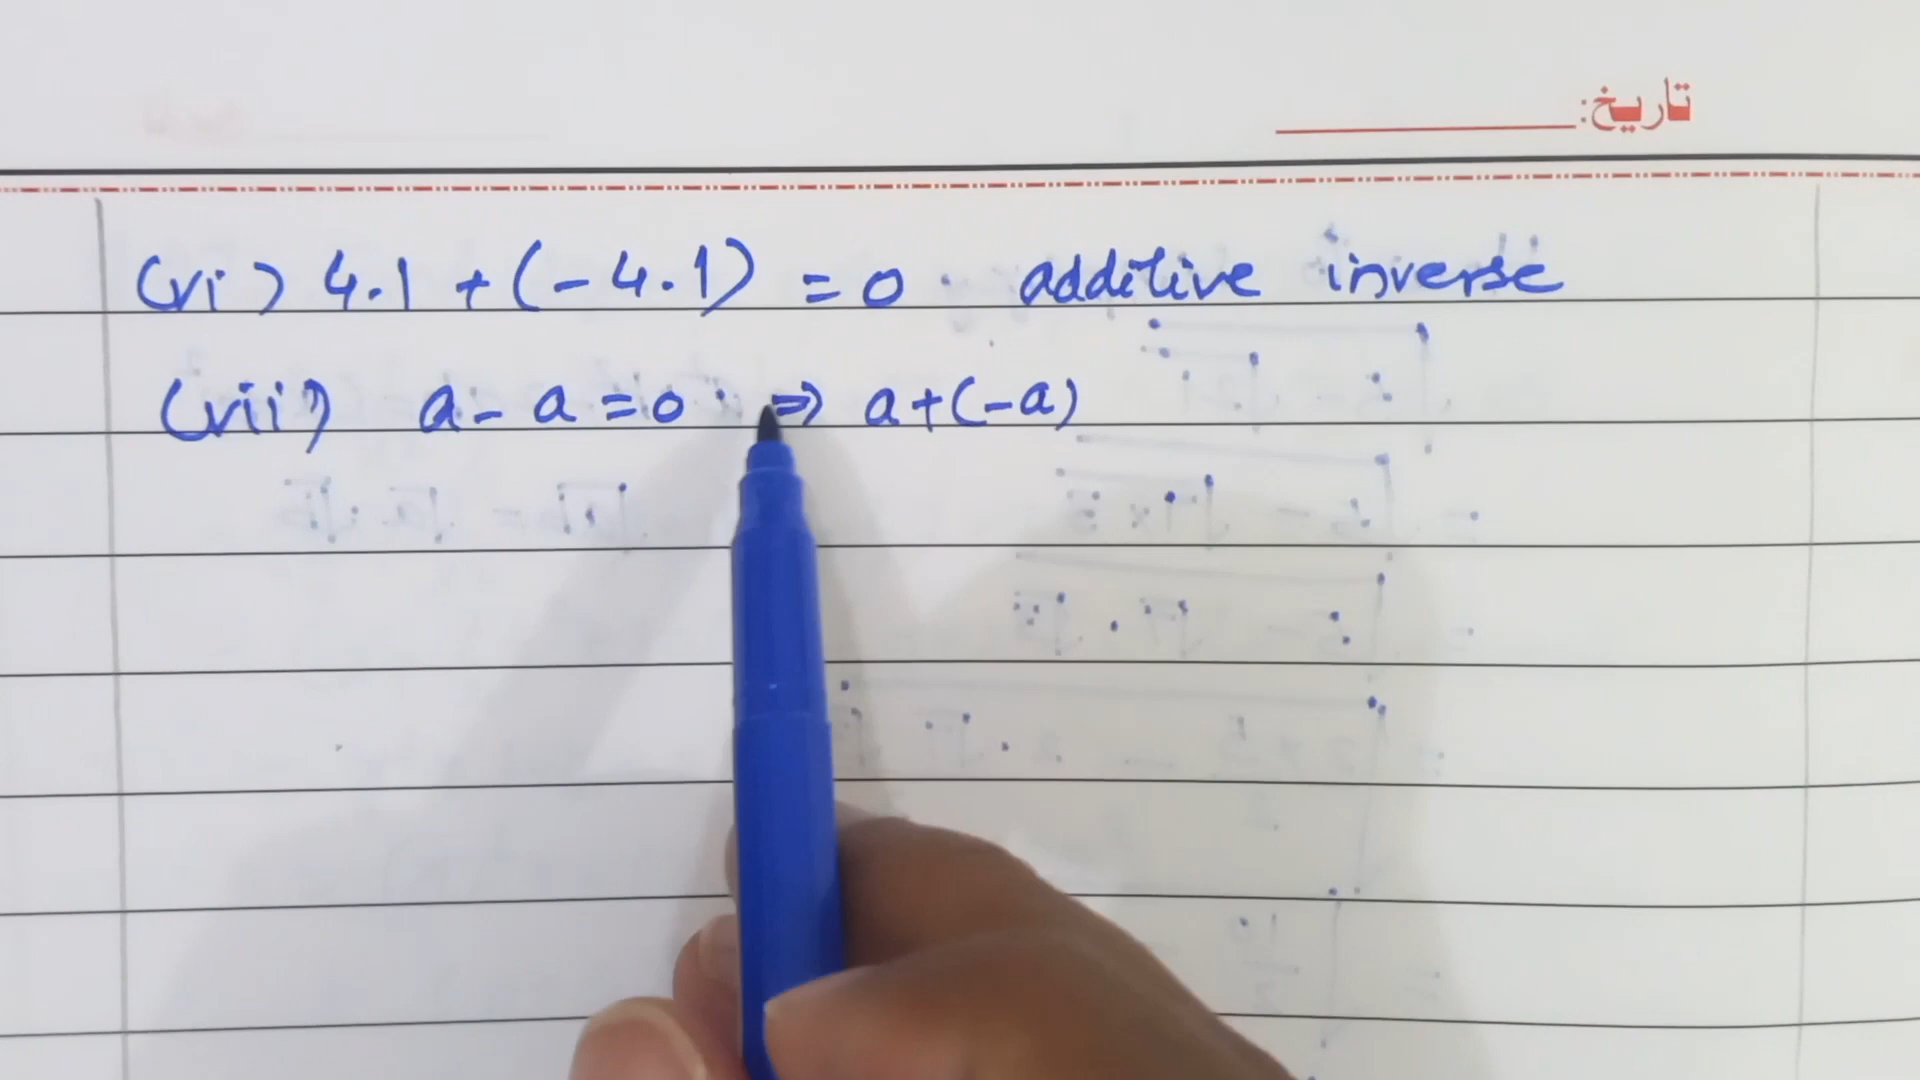 تاریخ:
(vi) 4.1 + (-4.1) = 0 additive inverse
(vii) a - a = 0 ⇒ a + (-a)